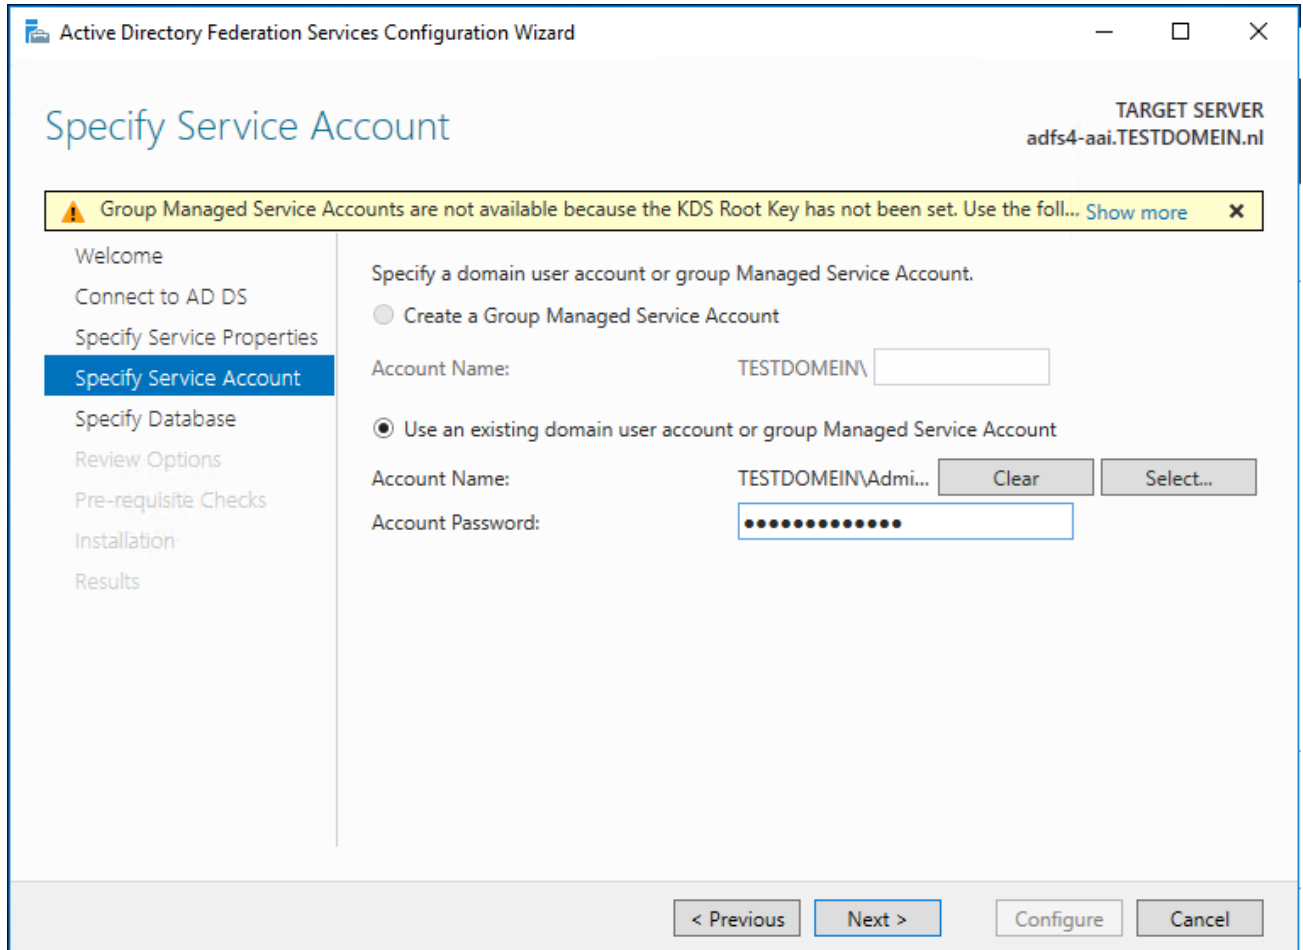 Active Directory Federation Services Configuration Wizard
Specify Service Account
TARGET SERVER
adfs4-aai.TESTDOMEIN.nl
Group Managed Service Accounts are not available because the KDS Root Key has not been set. Use the foll... Show more
Welcome
Connect to AD DS
Specify Service Properties
Specify Service Account
Specify Database
Review Options
Pre-requisite Checks
Installation
Results
Specify a domain user account or group Managed Service Account.
Create a Group Managed Service Account
Account Name: TESTDOMEIN\
Use an existing domain user account or group Managed Service Account
Account Name: TESTDOMEIN\Admi... Clear Select...
Account Password: •••••••••••••
< Previous Next > Configure Cancel